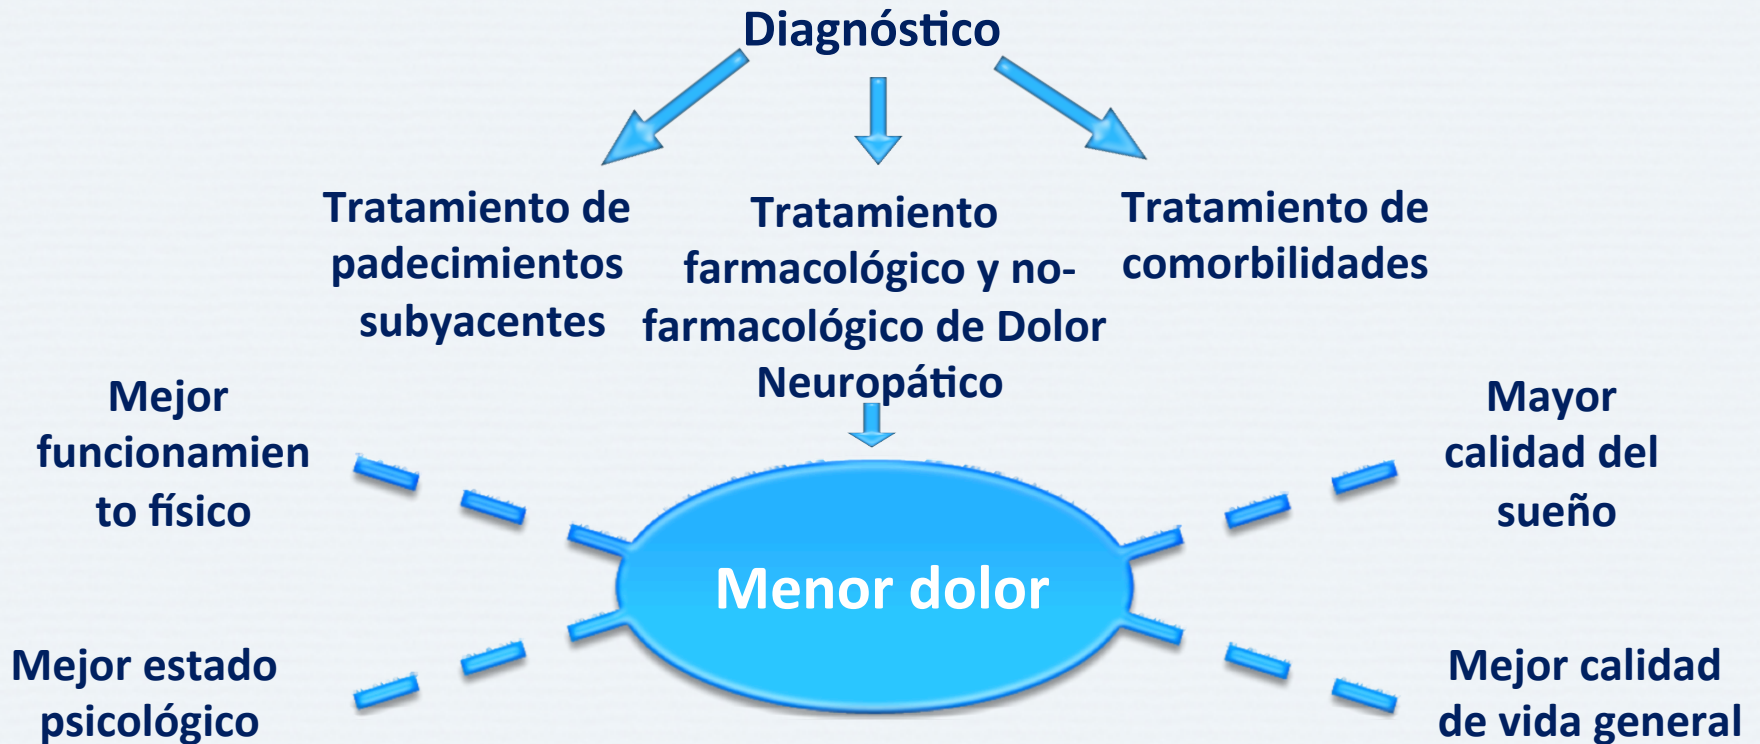 Diagnóstico
Tratamiento de
padecimientos
subyacentes
Tratamiento
farmacológico y no-
farmacológico de Dolor
Neuropático
Tratamiento de
comorbilidades
Mejor
funcionamien
to físico
Mayor
calidad del
sueño
Menor dolor
Mejor estado
psicológico
Mejor calidad
de vida general